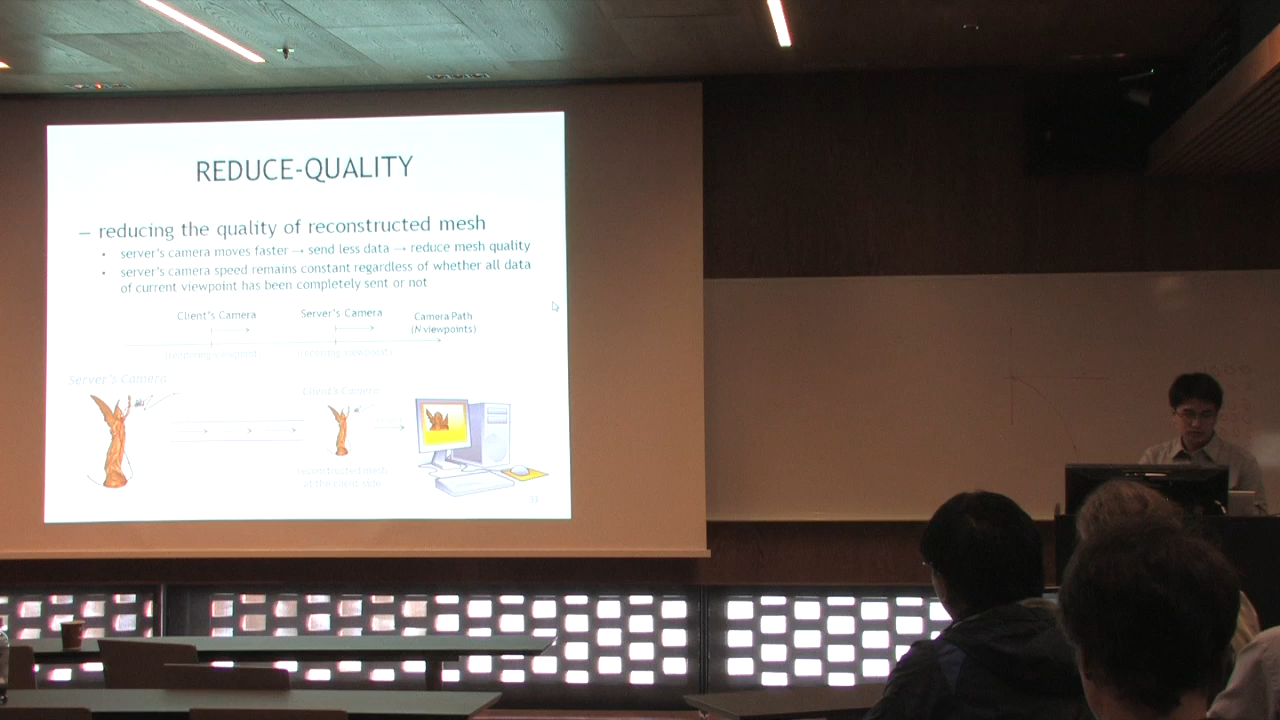 REDUCE-QUALITY
– reducing the quality of reconstructed mesh
• server's camera moves faster → send less data → reduce mesh quality
• server's camera speed remains constant regardless of whether all data
of current viewpoint has been completely sent or not
Client's Camera Server's Camera Camera Path
(N viewpoints)
(rendering viewpoint)
Server's Camera
Client's Camera
reconstructed mesh
at the client side